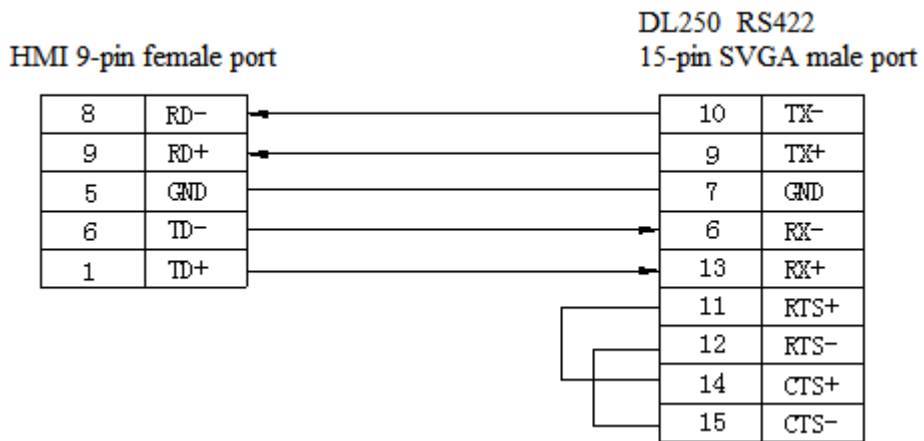 DL250 RS422
HMI 9-pin female port 15-pin SVGA male port
8 RD- 10 TX-
9 RD+ 9 TX+
5 GND 7 GND
6 TD- 6 RX-
1 TD+ 13 RX+
11 RTS+
12 RTS-
14 CTS+
15 CTS-